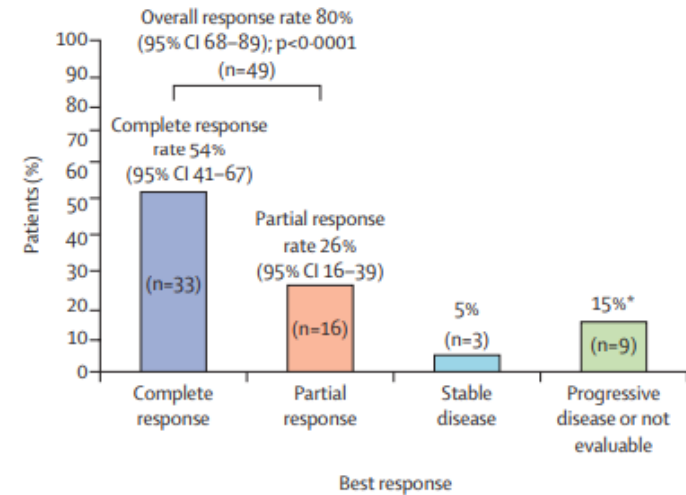 Overall response rate 80%
(95% CI 68–89); p<0·0001
(n=49)
100
90
80
70
60
50
40
30
20
10
0
Patients (%)
Complete response
rate 54%
(95% CI 41–67)
(n=33)
Partial response
rate 26%
(95% CI 16–39)
(n=16)
5%
(n=3)
15%*
(n=9)
Complete
response
Partial
response
Stable
disease
Progressive
disease or not
evaluable
Best response